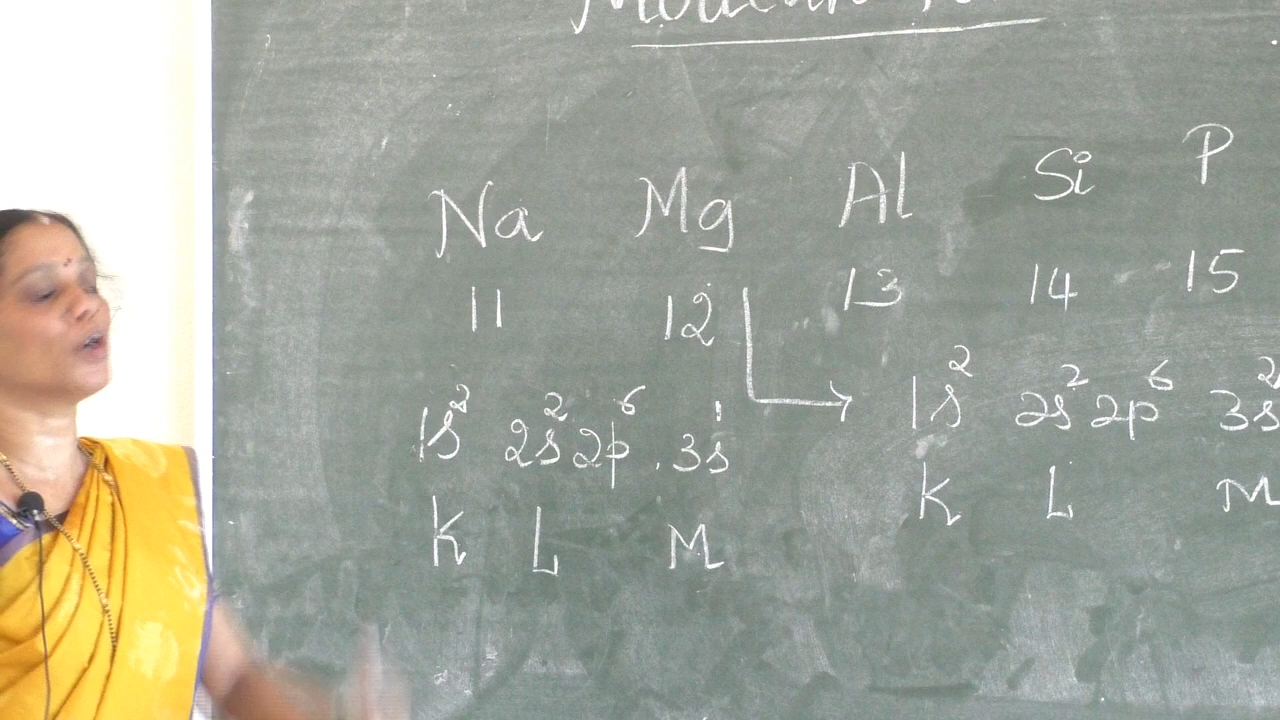 Na Mg Al Si P
11 12 13 14 15
1s² 2s² 2p⁶ 3s¹ → 1s² 2s² 2p⁶ 3s²
K L M K L M